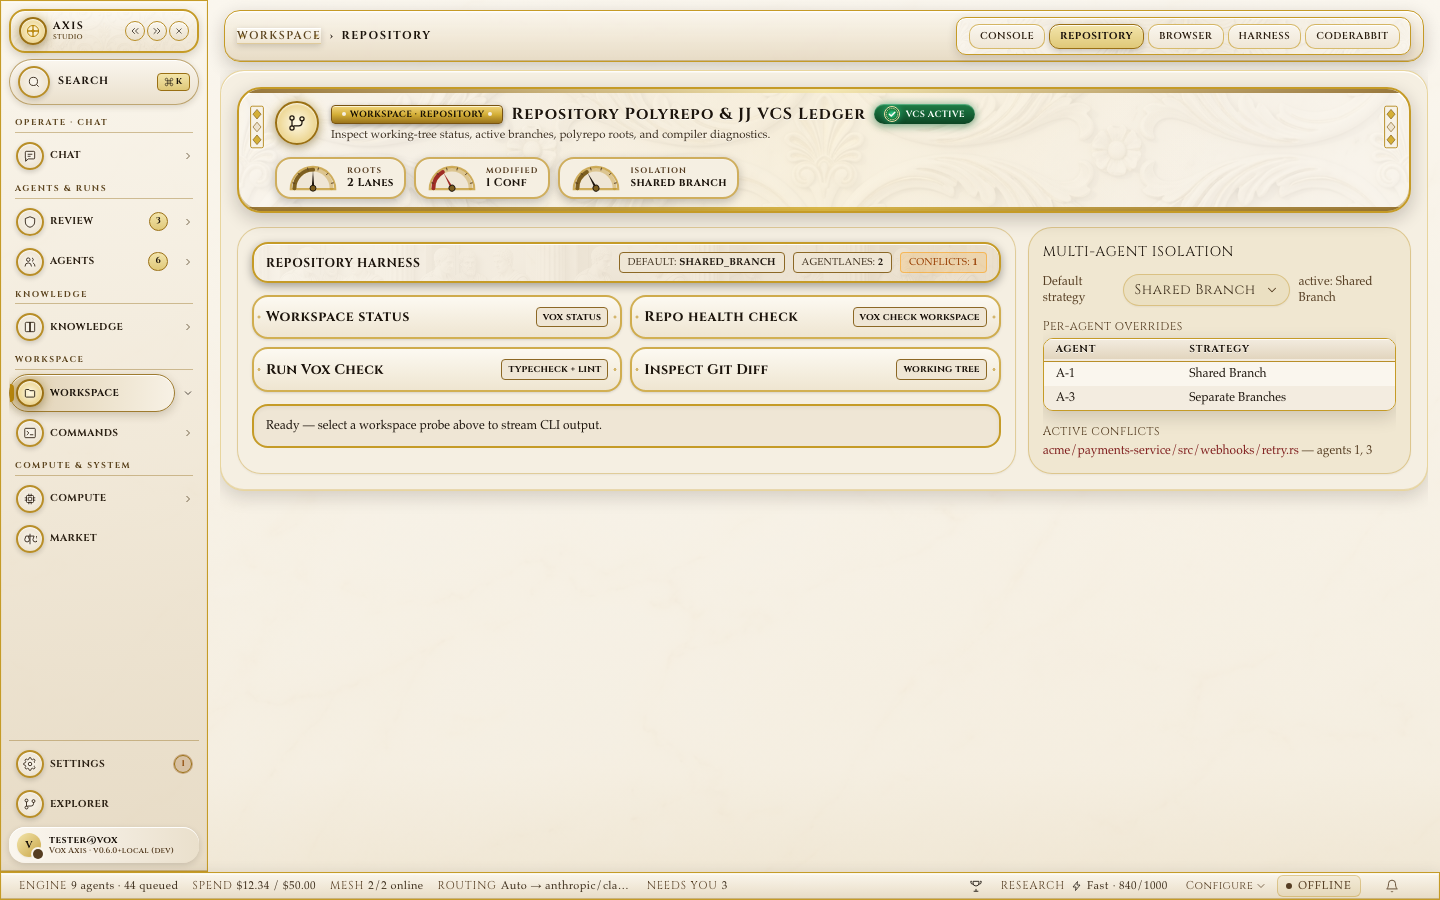 AXIS
STUDIO
SEARCH
⌘K
OPERATE · CHAT
CHAT
AGENTS & RUNS
REVIEW 3
AGENTS 6
KNOWLEDGE
KNOWLEDGE
WORKSPACE
WORKSPACE
COMMANDS
COMPUTE & SYSTEM
COMPUTE
MARKET
SETTINGS 1
EXPLORER
V
TESTER@VOX
VOX AXIS · V0.6.0+LOCAL (DEV)
WORKSPACE › REPOSITORY
CONSOLE REPOSITORY BROWSER HARNESS CODERABBIT
WORKSPACE · REPOSITORY REPOSITORY POLYREPO & JJ VCS LEDGER VCS ACTIVE
Inspect working-tree status, active branches, polyrepo roots, and compiler diagnostics.
ROOTS
2 LANES
MODIFIED
1 CONF
ISOLATION
SHARED BRANCH
REPOSITORY HARNESS DEFAULT: SHARED_BRANCH AGENTLANES: 2 CONFLICTS: 1
WORKSPACE STATUS VOX STATUS
REPO HEALTH CHECK VOX CHECK WORKSPACE
RUN VOX CHECK TYPECHECK + LINT
INSPECT GIT DIFF WORKING TREE
Ready — select a workspace probe above to stream CLI output.
MULTI-AGENT ISOLATION
Default strategy SHARED BRANCH active: Shared Branch
PER-AGENT OVERRIDES
AGENT STRATEGY
A-1 Shared Branch
A-3 Separate Branches
ACTIVE CONFLICTS
acme/payments-service/src/webhooks/retry.rs — agents 1, 3
ENGINE 9 agents · 44 queued SPEND $12.34 / $50.00 MESH 2/2 online ROUTING Auto → anthropic/cla… NEEDS YOU 3 RESEARCH Fast · 840/1000 CONFIGURE OFFLINE